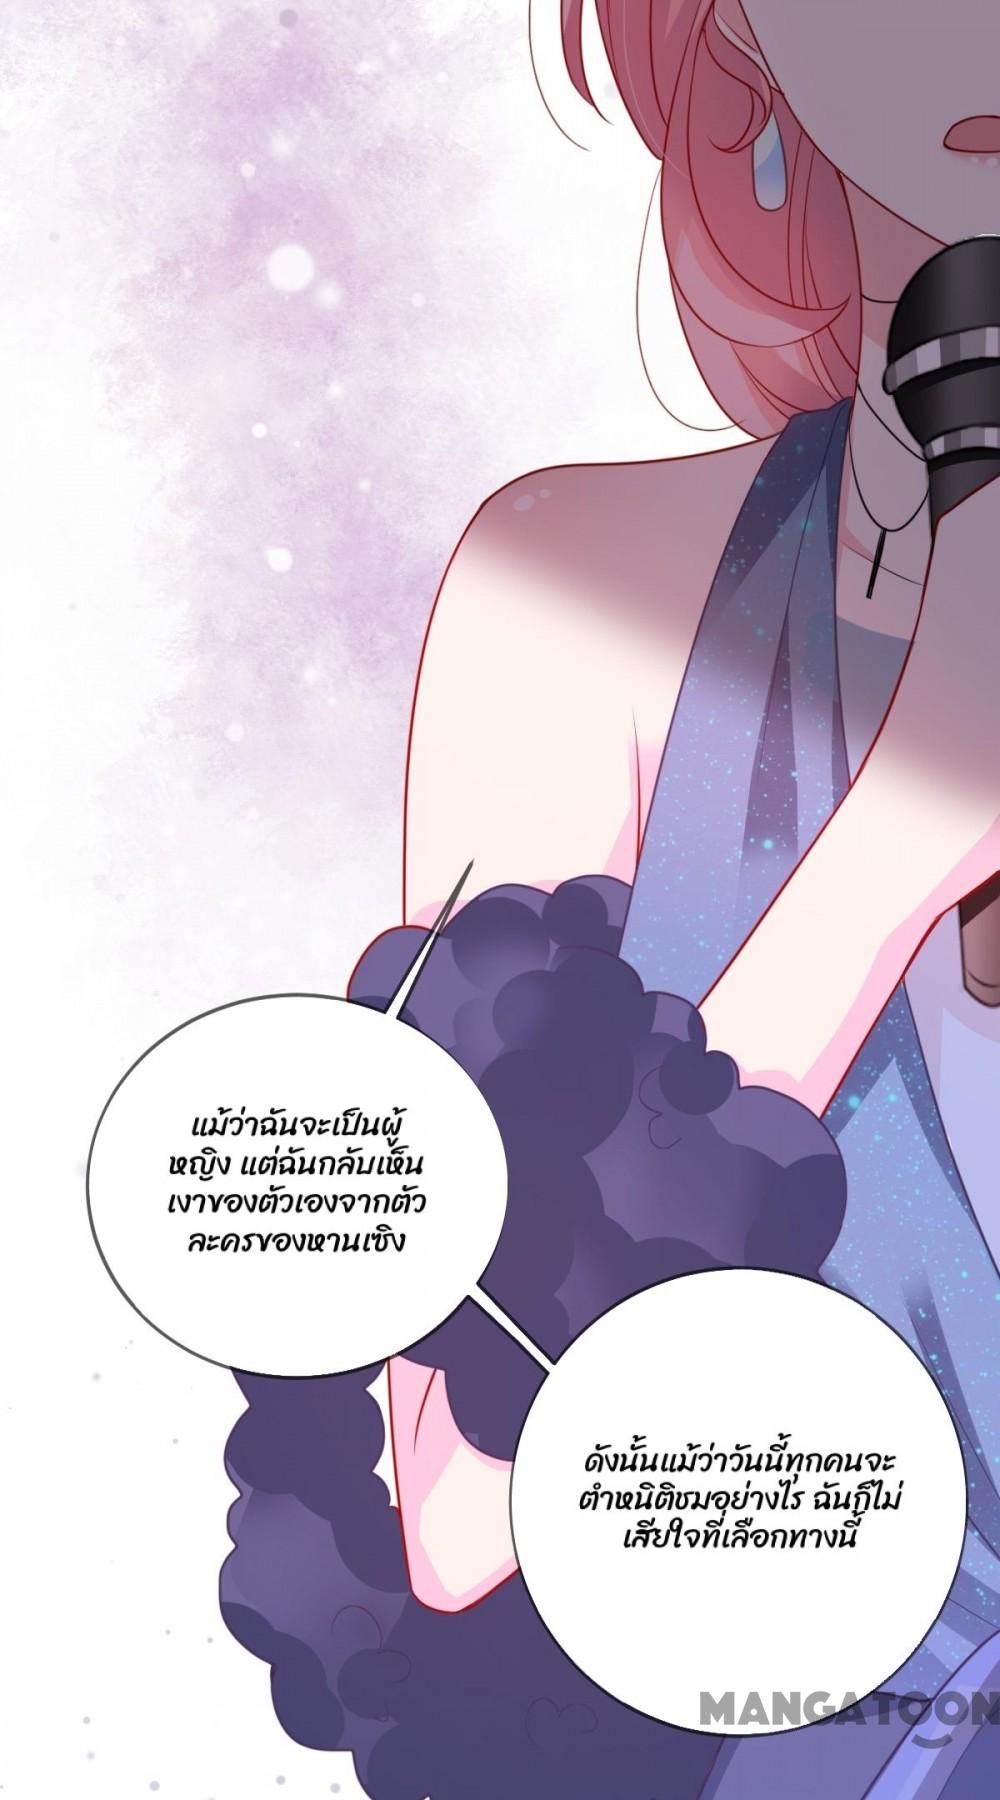 แม้ว่าฉันจะเป็นผู้
หญิง แต่ฉันกลับเห็น
เงาของตัวเองจากตัว
ละครของหานเซิง
ดังนั้นแม้ว่าวันนี้ทุกคนจะ
ตำหนิติชมอย่างไร ฉันก็ไม่
เสียใจที่เลือกทางนี้
MANGATOON